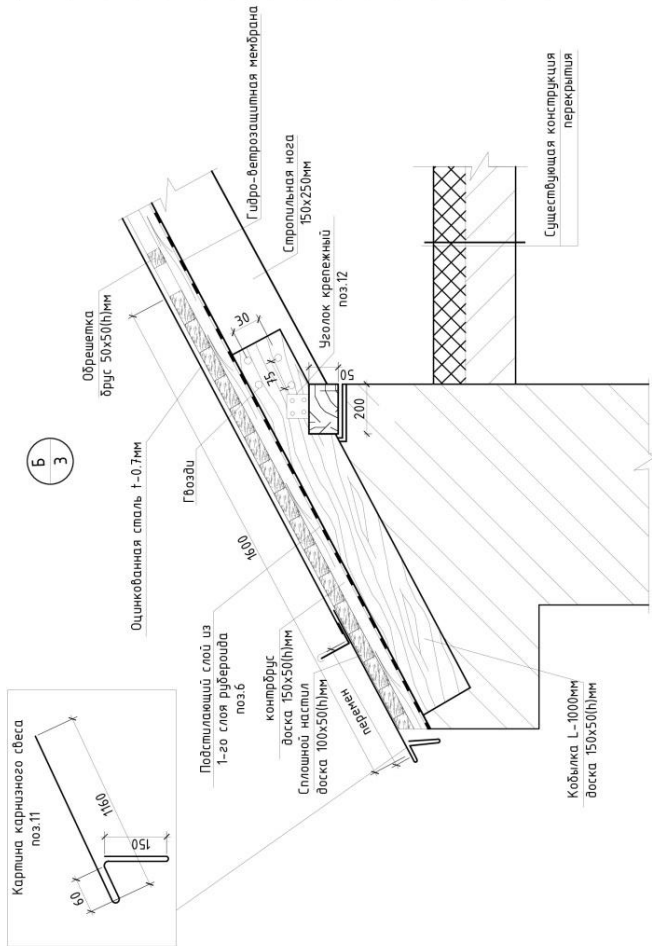 Картина карнизного свеса
поз.11
60
1160
150
Б
3
Оцинкованная сталь t-0.7мм
Обрешетка
брус 50х50(h)мм
Гидро-ветрозащитная мембрана
Стропильная нога
150х250мм
Уголок крепежный
поз.12
Гвозди
1600
30
75
50
200
Подстилающий слой из
1-го слоя рубероида
поз.6
контрбрус
доска 150х50(h)мм
Сплошной настил
доска 100х50(h)мм
перемен
Кобылка L-1000мм
доска 150х50(h)мм
Существующая конструкция
перекрытия